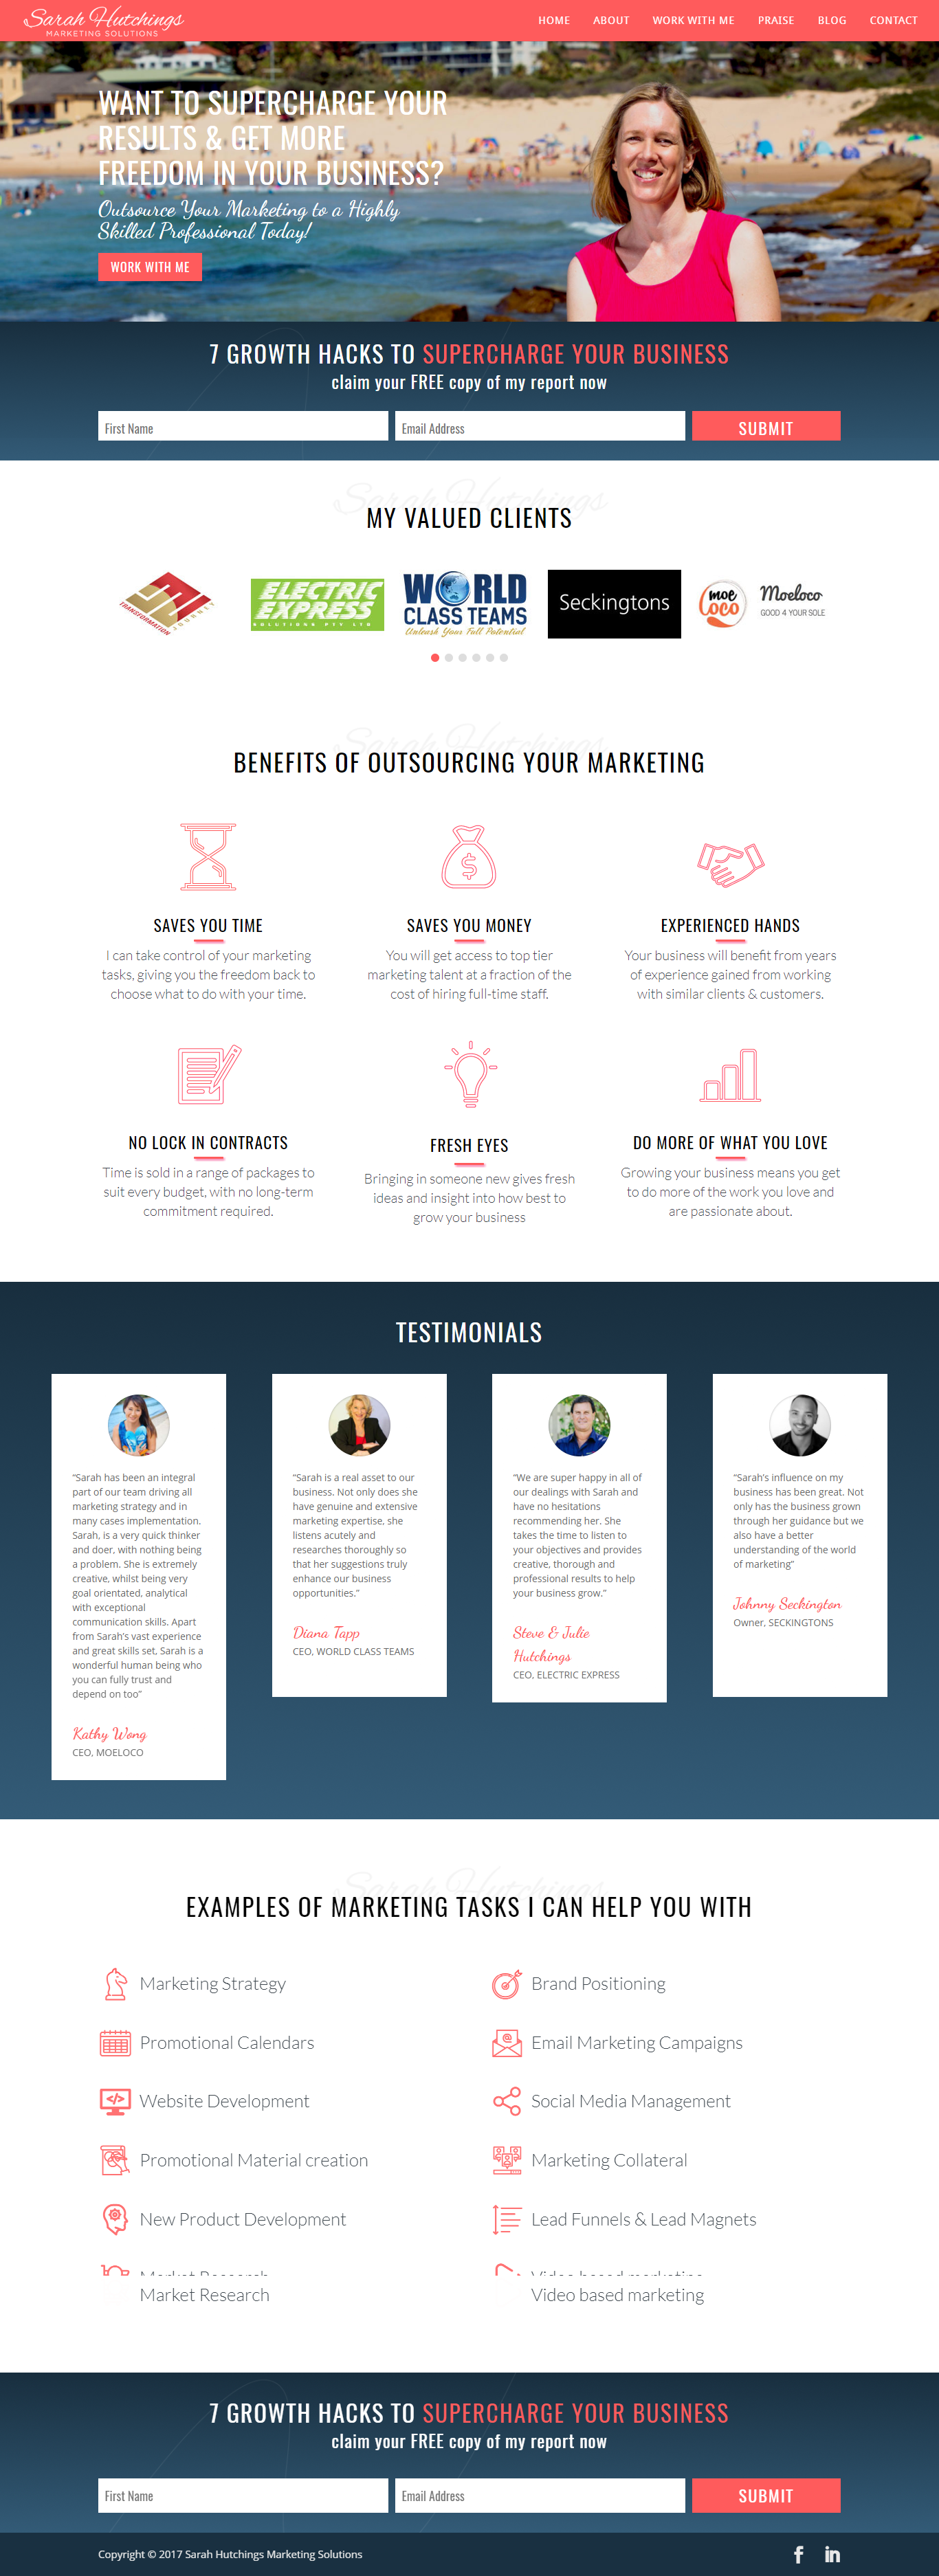 Sarah Hutchings
MARKETING SOLUTIONS
HOME ABOUT WORK WITH ME PRAISE BLOG CONTACT
WANT TO SUPERCHARGE YOUR
RESULTS & GET MORE
FREEDOM IN YOUR BUSINESS?
Outsource Your Marketing to a Highly
Skilled Professional Today!
WORK WITH ME
7 GROWTH HACKS TO SUPERCHARGE YOUR BUSINESS
claim your FREE copy of my report now
First Name Email Address SUBMIT
Sarah Hutchings
MY VALUED CLIENTS
TRANSFORMATION JOURNEY
ELECTRIC
EXPRESS
SOLUTIONS PTY LTD
WORLD
CLASS TEAMS
Unleash Your Full Potential
Seckingtons
moe
loco
Moeloco
GOOD 4 YOUR SOLE
Sarah Hutchings
BENEFITS OF OUTSOURCING YOUR MARKETING
SAVES YOU TIME
I can take control of your marketing
tasks, giving you the freedom back to
choose what to do with your time.
SAVES YOU MONEY
You will get access to top tier
marketing talent at a fraction of the
cost of hiring full-time staff.
EXPERIENCED HANDS
Your business will benefit from years
of experience gained from working
with similar clients & customers.
NO LOCK IN CONTRACTS
Time is sold in a range of packages to
suit every budget, with no long-term
commitment required.
FRESH EYES
Bringing in someone new gives fresh
ideas and insight into how best to
grow your business
DO MORE OF WHAT YOU LOVE
Growing your business means you get
to do more of the work you love and
are passionate about.
TESTIMONIALS
“Sarah has been an integral
part of our team driving all
marketing strategy and in
many cases implementation.
Sarah, is a very quick thinker
and doer, with nothing being
a problem. She is extremely
creative, whilst being very
goal orientated, analytical
with exceptional
communication skills. Apart
from Sarah’s vast experience
and great skills set, Sarah is a
wonderful human being who
you can fully trust and
depend on too”
Kathy Wong
CEO, MOELOCO
“Sarah is a real asset to our
business. Not only does she
have genuine and extensive
marketing expertise, she
listens acutely and
researches thoroughly so
that her suggestions truly
enhance our business
opportunities.”
Diana Tapp
CEO, WORLD CLASS TEAMS
“We are super happy in all of
our dealings with Sarah and
have no hesitations
recommending her. She
takes the time to listen to
your objectives and provides
creative, thorough and
professional results to help
your business grow.”
Steve & Julie
Hutchings
CEO, ELECTRIC EXPRESS
“Sarah’s influence on my
business has been great. Not
only has the business grown
through her guidance but we
also have a better
understanding of the world
of marketing”
Johnny Seckington
Owner, SECKINGTONS
Sarah Hutchings
EXAMPLES OF MARKETING TASKS I CAN HELP YOU WITH
Marketing Strategy
Brand Positioning
Promotional Calendars
Email Marketing Campaigns
Website Development
Social Media Management
Promotional Material creation
Marketing Collateral
New Product Development
Lead Funnels & Lead Magnets
Market Research
Video based marketing
Market Research
Video based marketing
7 GROWTH HACKS TO SUPERCHARGE YOUR BUSINESS
claim your FREE copy of my report now
First Name Email Address SUBMIT
Copyright © 2017 Sarah Hutchings Marketing Solutions